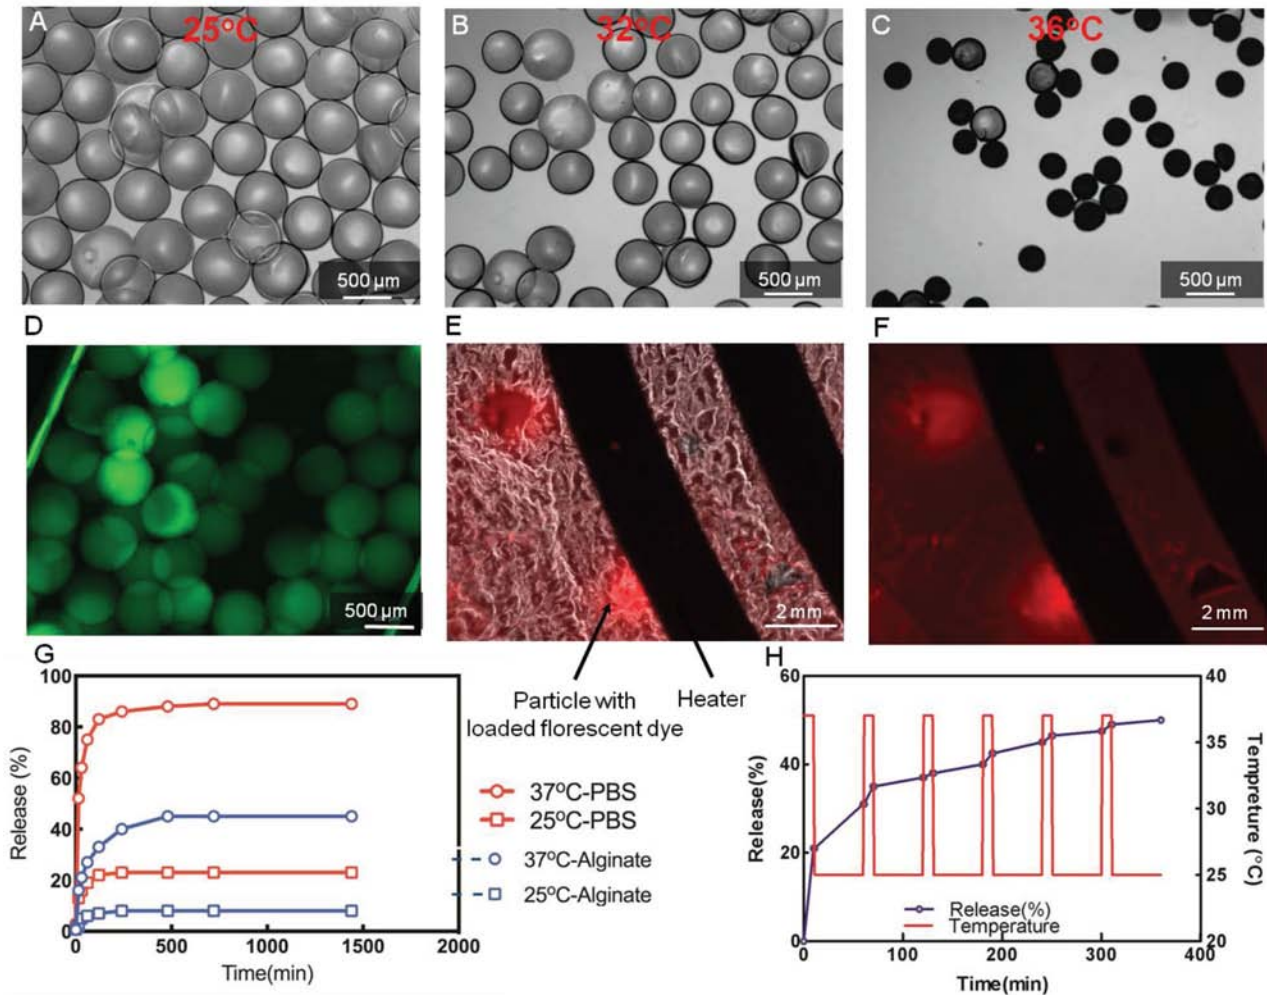 A
25°C
500 µm
B
32°C
500 µm
C
36°C
500 µm
D
500 µm
E
2 mm
F
2 mm
Particle with
loaded florescent dye
Heater
G
100
80
60
40
20
0
Release (%)
0
500
1000
1500
2000
Time(min)
37°C-PBS
25°C-PBS
37°C-Alginate
25°C-Alginate
H
60
40
20
0
Release(%)
0
100
200
300
400
Time(min)
40
35
30
25
20
Tempreture (°C)
Release(%)
Temperature